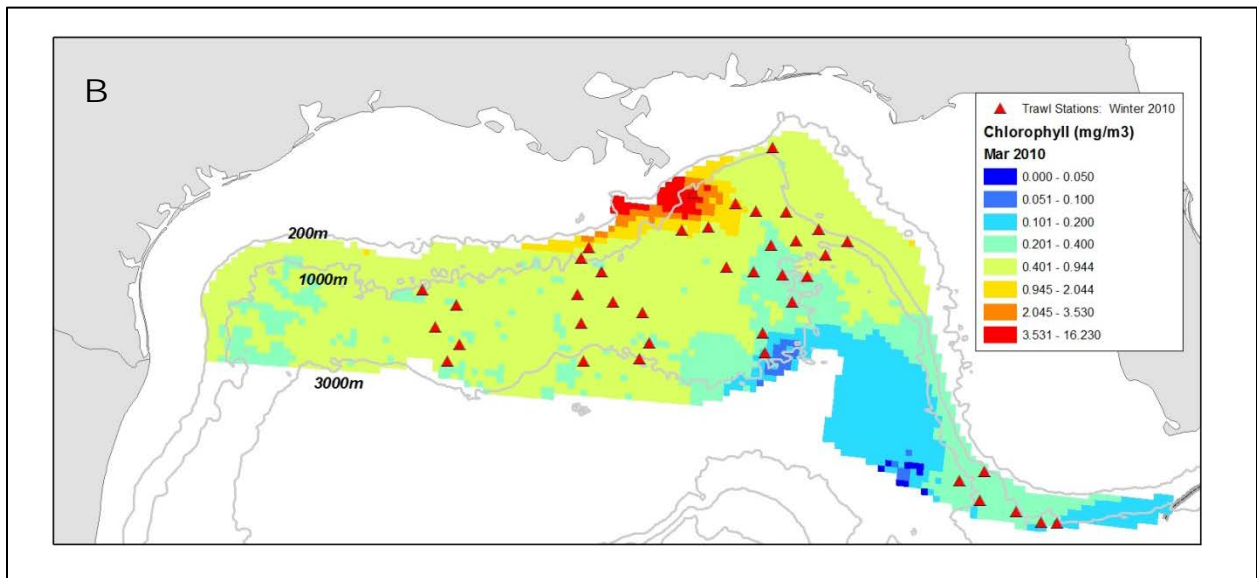 B
200m
1000m
3000m
Trawl Stations: Winter 2010
Chlorophyll (mg/m3)
Mar 2010
0.000 - 0.050
0.051 - 0.100
0.101 - 0.200
0.201 - 0.400
0.401 - 0.944
0.945 - 2.044
2.045 - 3.530
3.531 - 16.230